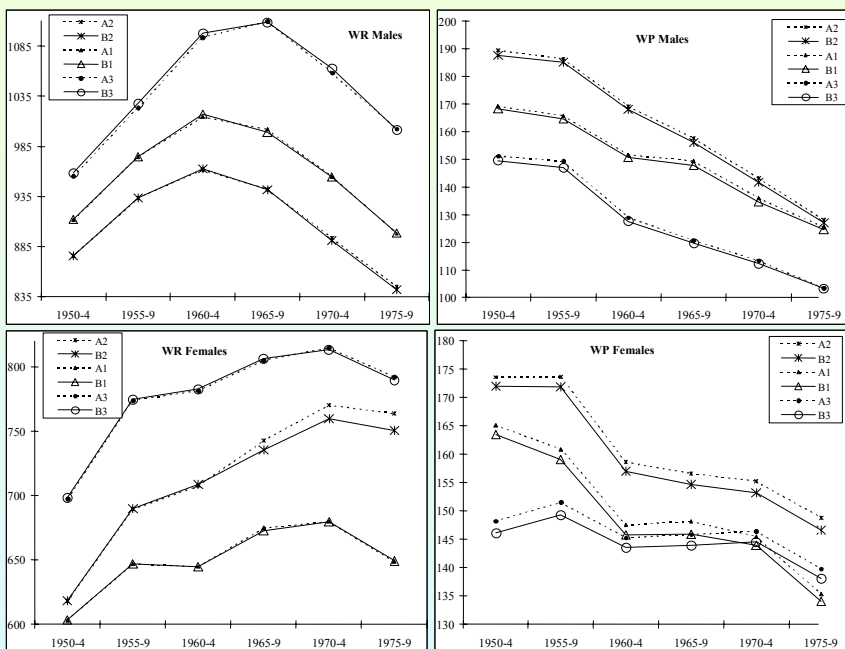 WR Males
A2
B2
A1
B1
A3
B3
1085
1035
985
935
885
835
1950-4 1955-9 1960-4 1965-9 1970-4 1975-9
WP Males
A2
B2
A1
B1
A3
B3
200
190
180
170
160
150
140
130
120
110
100
1950-4 1955-9 1960-4 1965-9 1970-4 1975-9
WR Females
A2
B2
A1
B1
A3
B3
800
750
700
650
600
1950-4 1955-9 1960-4 1965-9 1970-4 1975-9
WP Females
A2
B2
A1
B1
A3
B3
180
175
170
165
160
155
150
145
140
135
130
1950-4 1955-9 1960-4 1965-9 1970-4 1975-9